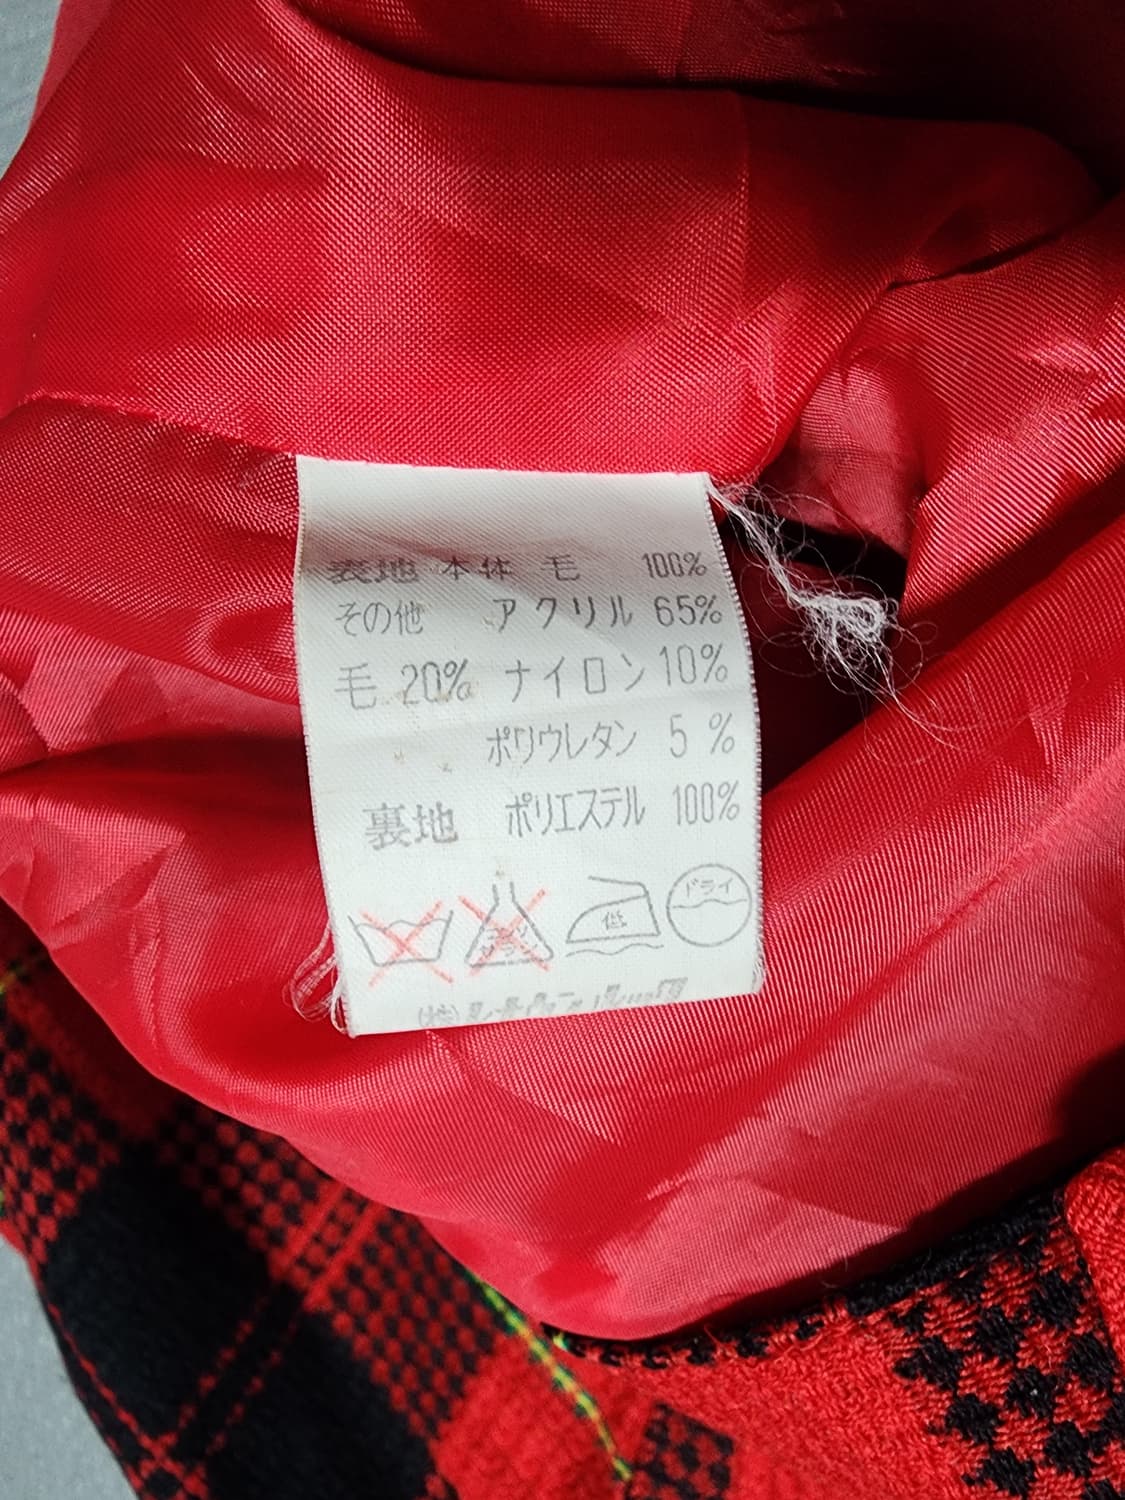 表地 本体 毛 100%
その他 アクリル 65%
毛 20% ナイロン 10%
ポリウレタン 5 %
裏地 ポリエステル 100%
低 ドライ